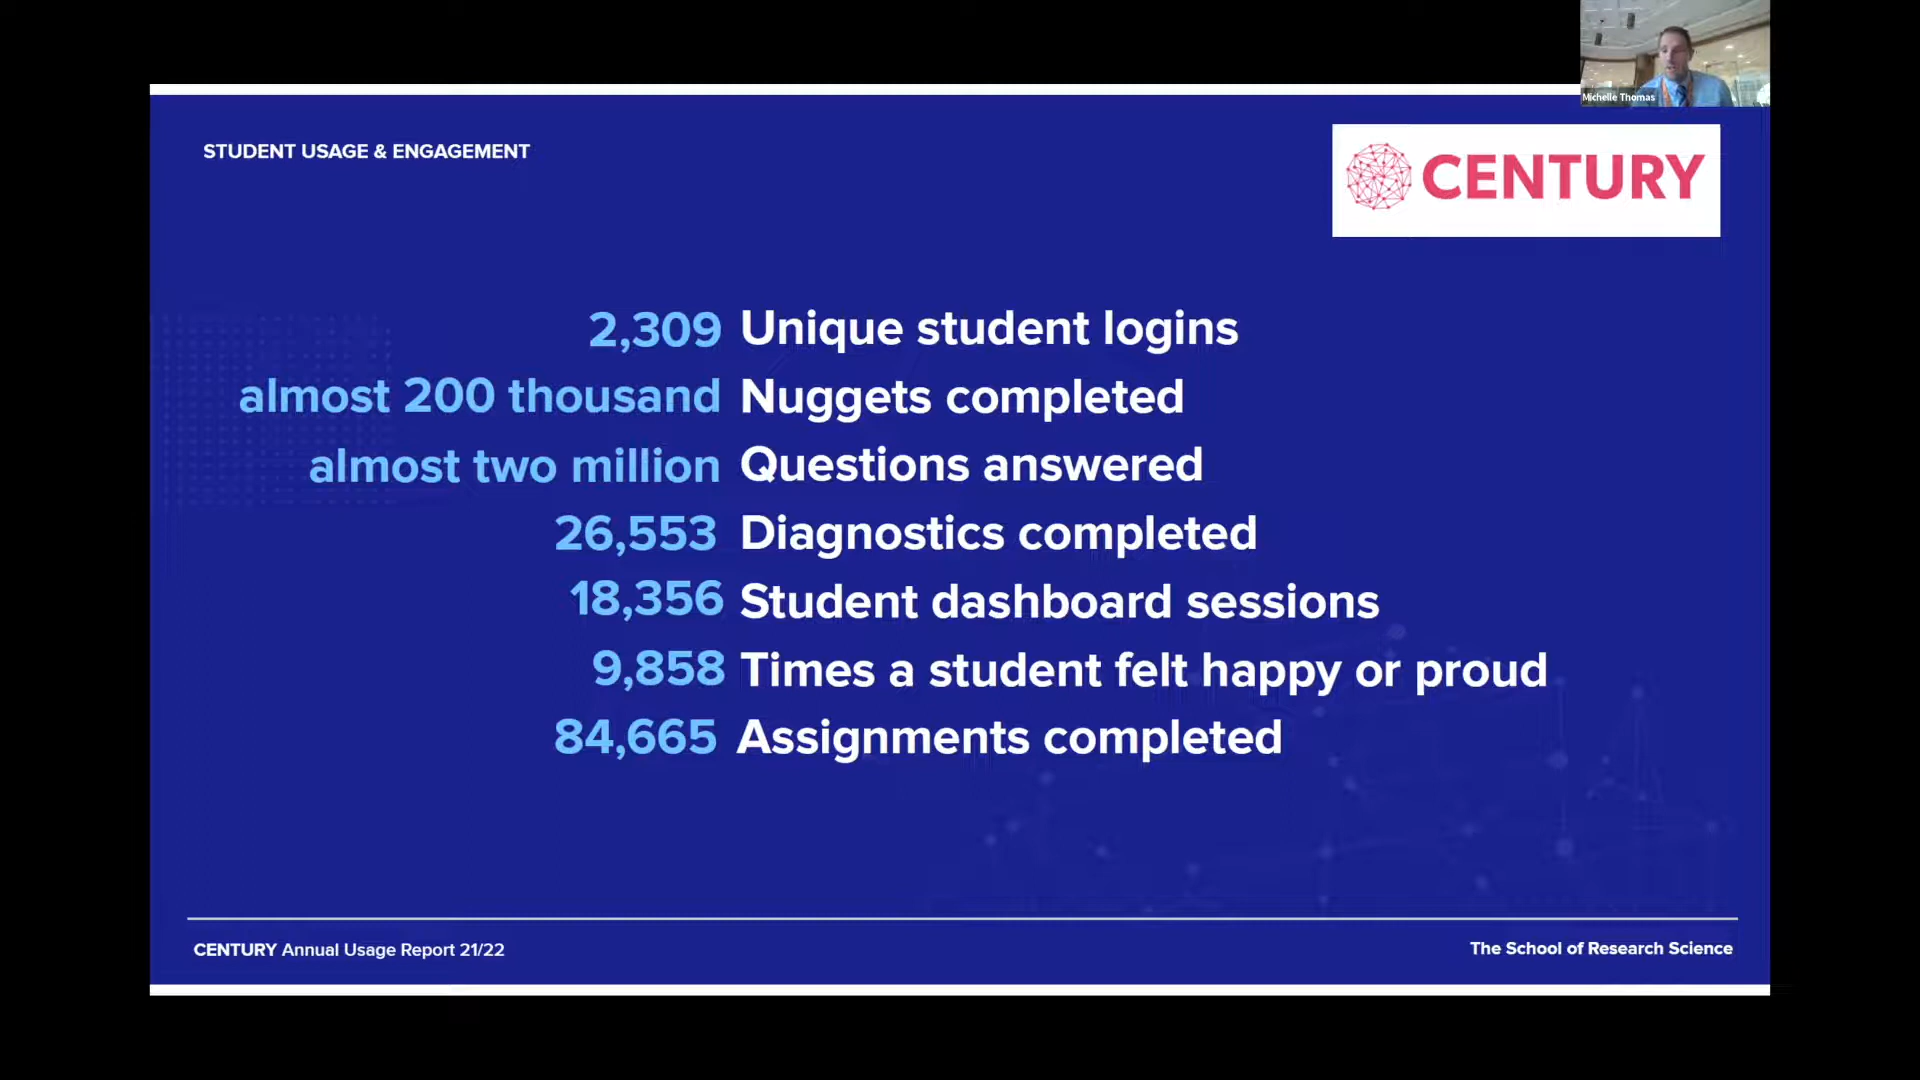 Michelle Thomas
STUDENT USAGE & ENGAGEMENT
CENTURY
2,309 Unique student logins
almost 200 thousand Nuggets completed
almost two million Questions answered
26,553 Diagnostics completed
18,356 Student dashboard sessions
9,858 Times a student felt happy or proud
84,665 Assignments completed
CENTURY Annual Usage Report 21/22
The School of Research Science